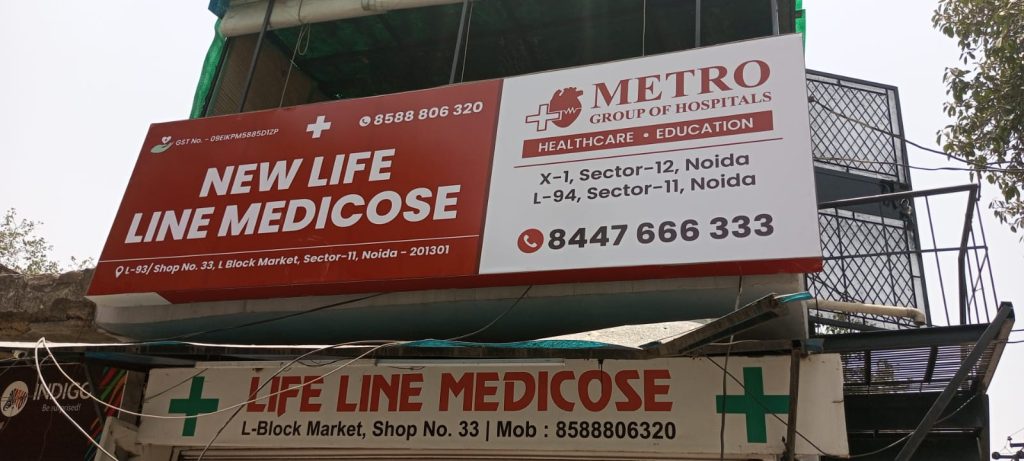 GST No. - 09EIKPM5885D1ZP
8588 806 320
NEW LIFE
LINE MEDICOSE
L-93/ Shop No. 33, L Block Market, Sector-11, Noida - 201301
METRO
GROUP OF HOSPITALS
HEALTHCARE • EDUCATION
X-1, Sector-12, Noida
L-94, Sector-11, Noida
8447 666 333
LIFE LINE MEDICOSE
L-Block Market, Shop No. 33 | Mob : 8588806320
INDIGO
Be surprised!